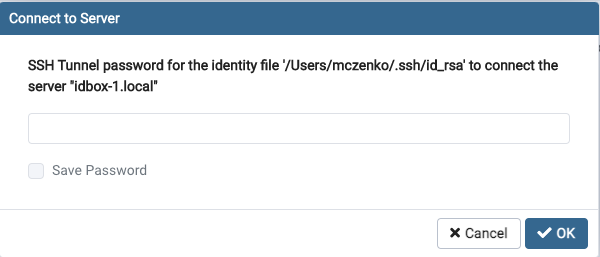 Connect to Server
SSH Tunnel password for the identity file '/Users/mczenko/.ssh/id_rsa' to connect the
server "idbox-1.local"
Save Password
Cancel
OK